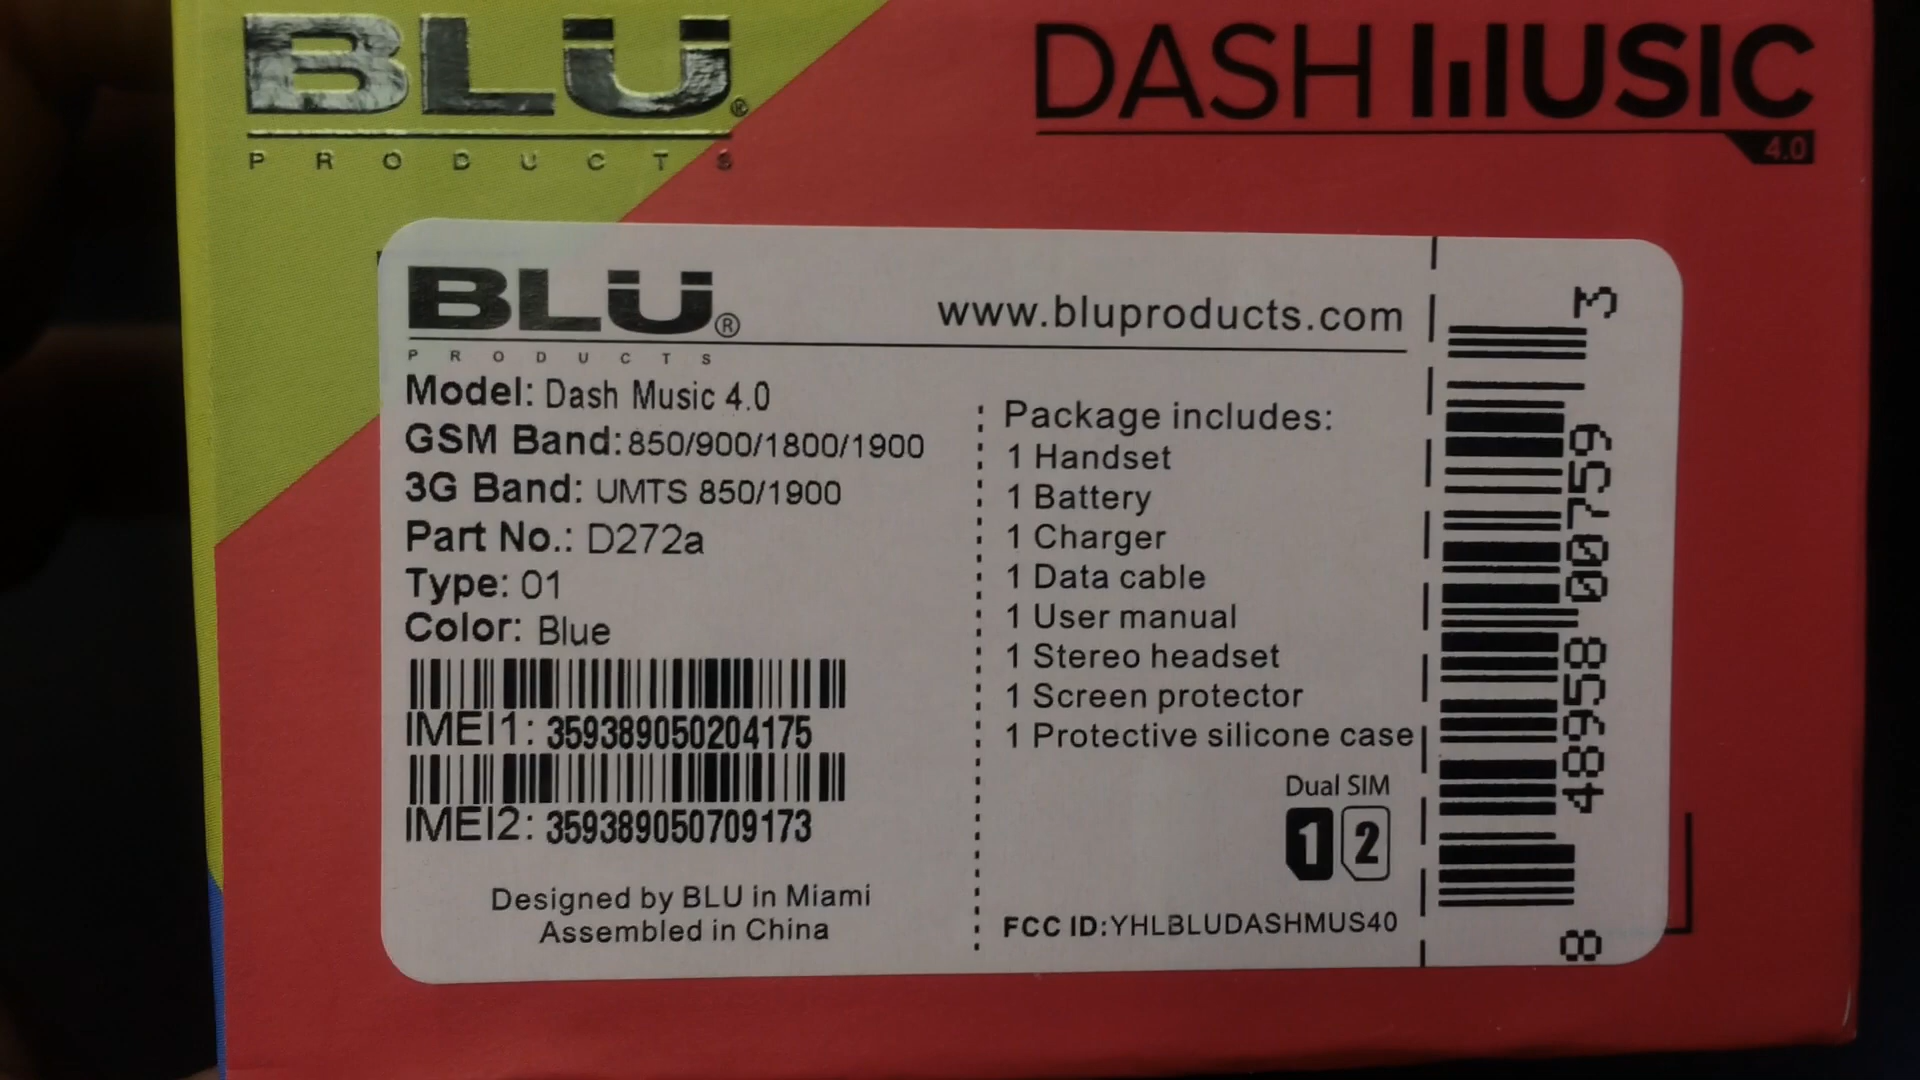 BLU®
PRODUCTS
DASH MUSIC
4.0
BLU®
PRODUCTS
www.bluproducts.com
Model: Dash Music 4.0
GSM Band: 850/900/1800/1900
3G Band: UMTS 850/1900
Part No.: D272a
Type: 01
Color: Blue
IMEI1: 359389050204175
IMEI2: 359389050709173
Designed by BLU in Miami
Assembled in China
Package includes:
1 Handset
1 Battery
1 Charger
1 Data cable
1 User manual
1 Stereo headset
1 Screen protector
1 Protective silicone case
Dual SIM
1 2
FCC ID:YHLBLUDASHMUS40
8 48958 00759 3